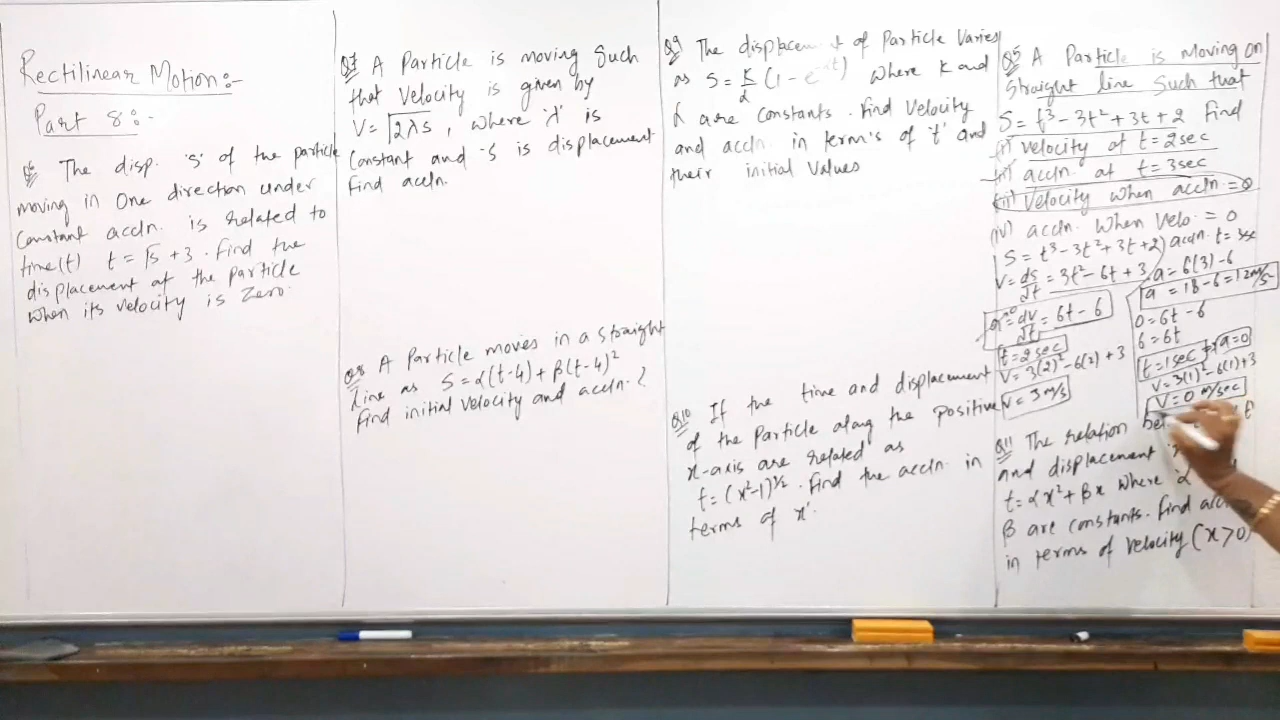 Rectilinear Motion:-
Part 8:-
Q6 The disp. 's' of the particle
moving in One direction under
Constant accln. is related to
time(t) t = √s + 3. Find the
displacement of the particle
when its velocity is Zero.
Q7 A Particle is moving Such
that Velocity is given by
V = √2λs, where 'λ' is
Constant and 's' is displacement
find accln.
Q8 A Particle moves in a straight
line as S = α(t-4) + β(t-4)²
find initial velocity and accln. ?
Q9 The displacem t of Particle Varies
as S = K/α (1 - e^-αt) where K and
α are constants. Find Velocity
and accln. in term's of 't' and
their initial values
Q10 If the time and displacement
of the Particle along the Positive
x-axis are related as
t = (x²-1)^1/2. Find the accln. in
terms of 'x'.
Q5 A Particle is moving on
Straight line Such that
S = t³ - 3t² + 3t + 2 find
(i) Velocity at t = 2sec
(ii) accln. at t = 3sec
(iii) Velocity when accln. = 0
(iv) accln. When Velo. = 0
S = t³ - 3t² + 3t + 2
V = ds/dt = 3t² - 6t + 3
a = dv/dt = 6t - 6
t = 2sec
V = 3(2)² - 6(2) + 3
V = 3 m/s
accln. t = 3sec
a = 6(3) - 6
a = 18 - 6 = 12 m/s²
0 = 6t - 6
6 = 6t
t = 1sec for a = 0
V = 3(1)² - 6(1) + 3
V = 0 m/sec
Q11 The relation
and displacement
t = αx² + βx where α
β are constants. Find
in terms of Velocity (x > 0)